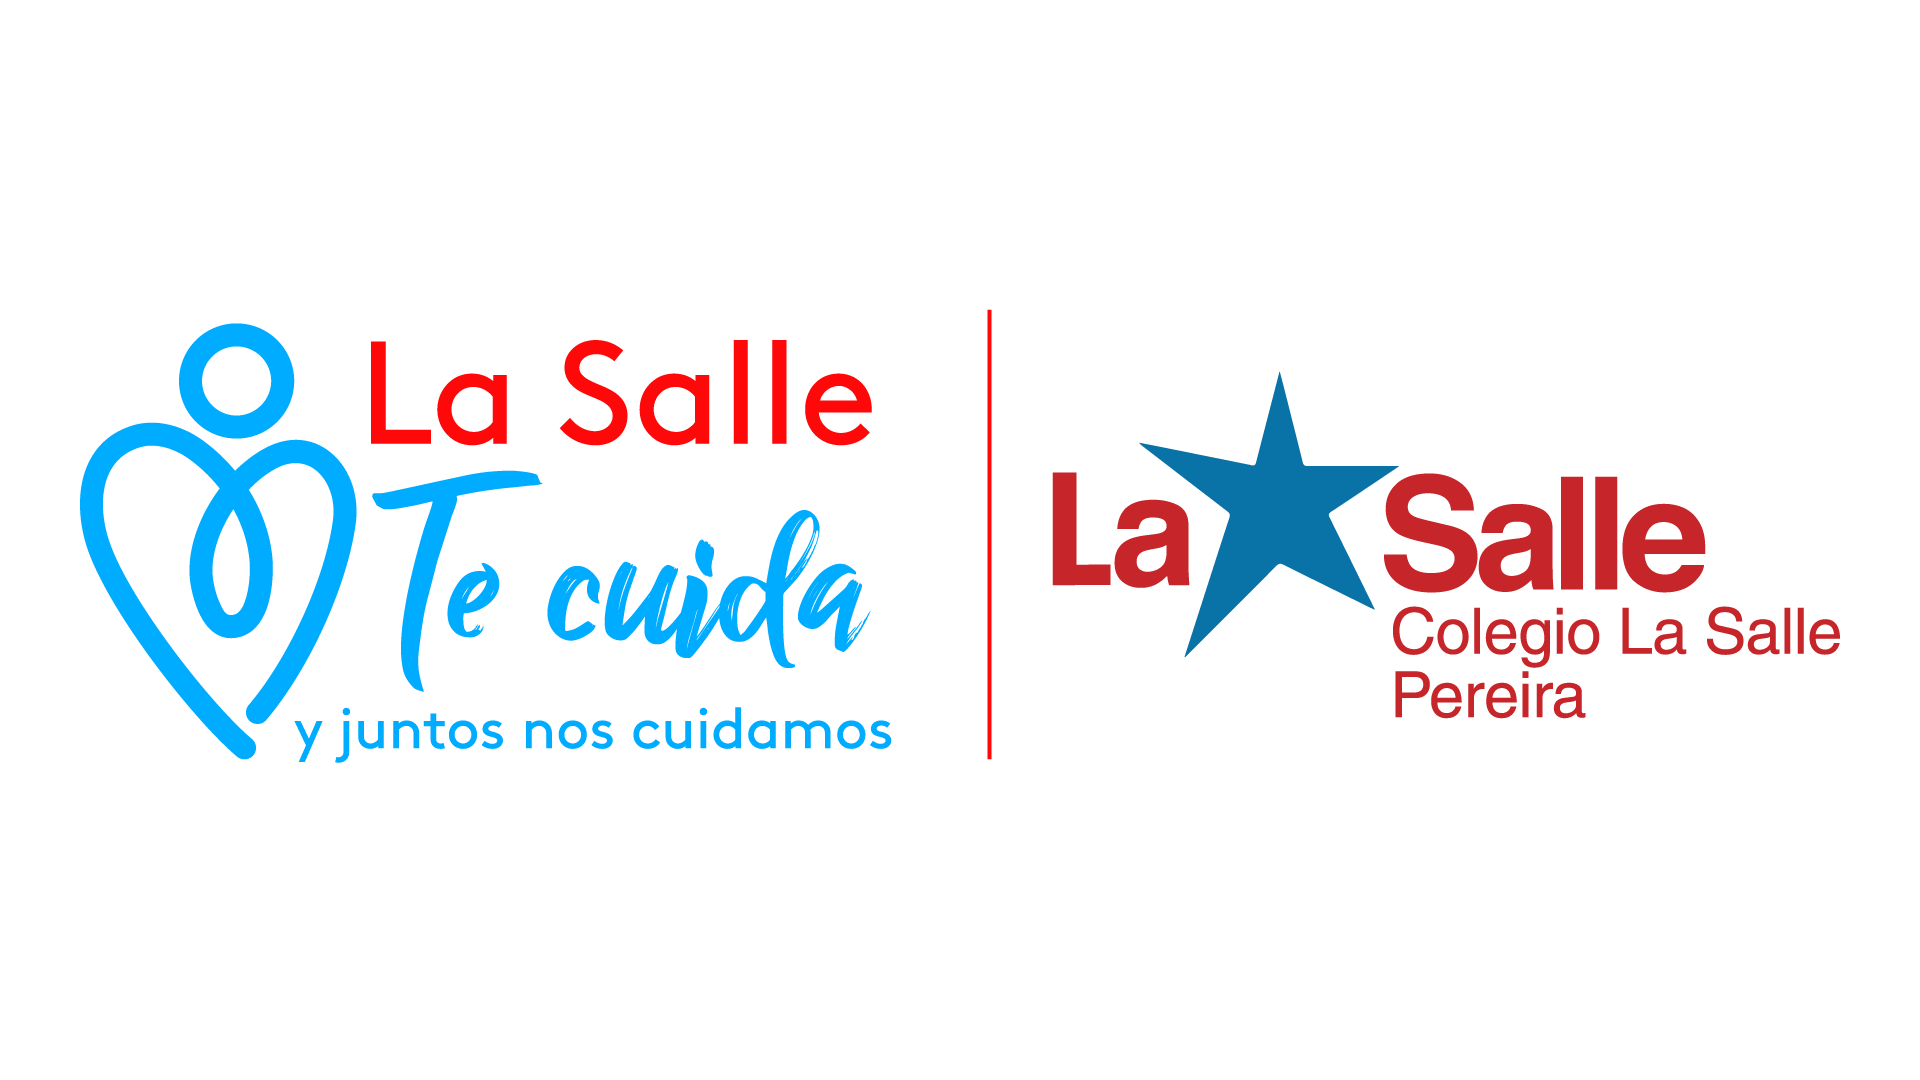 La Salle
Te cuida
y juntos nos cuidamos
La Salle
Colegio La Salle
Pereira